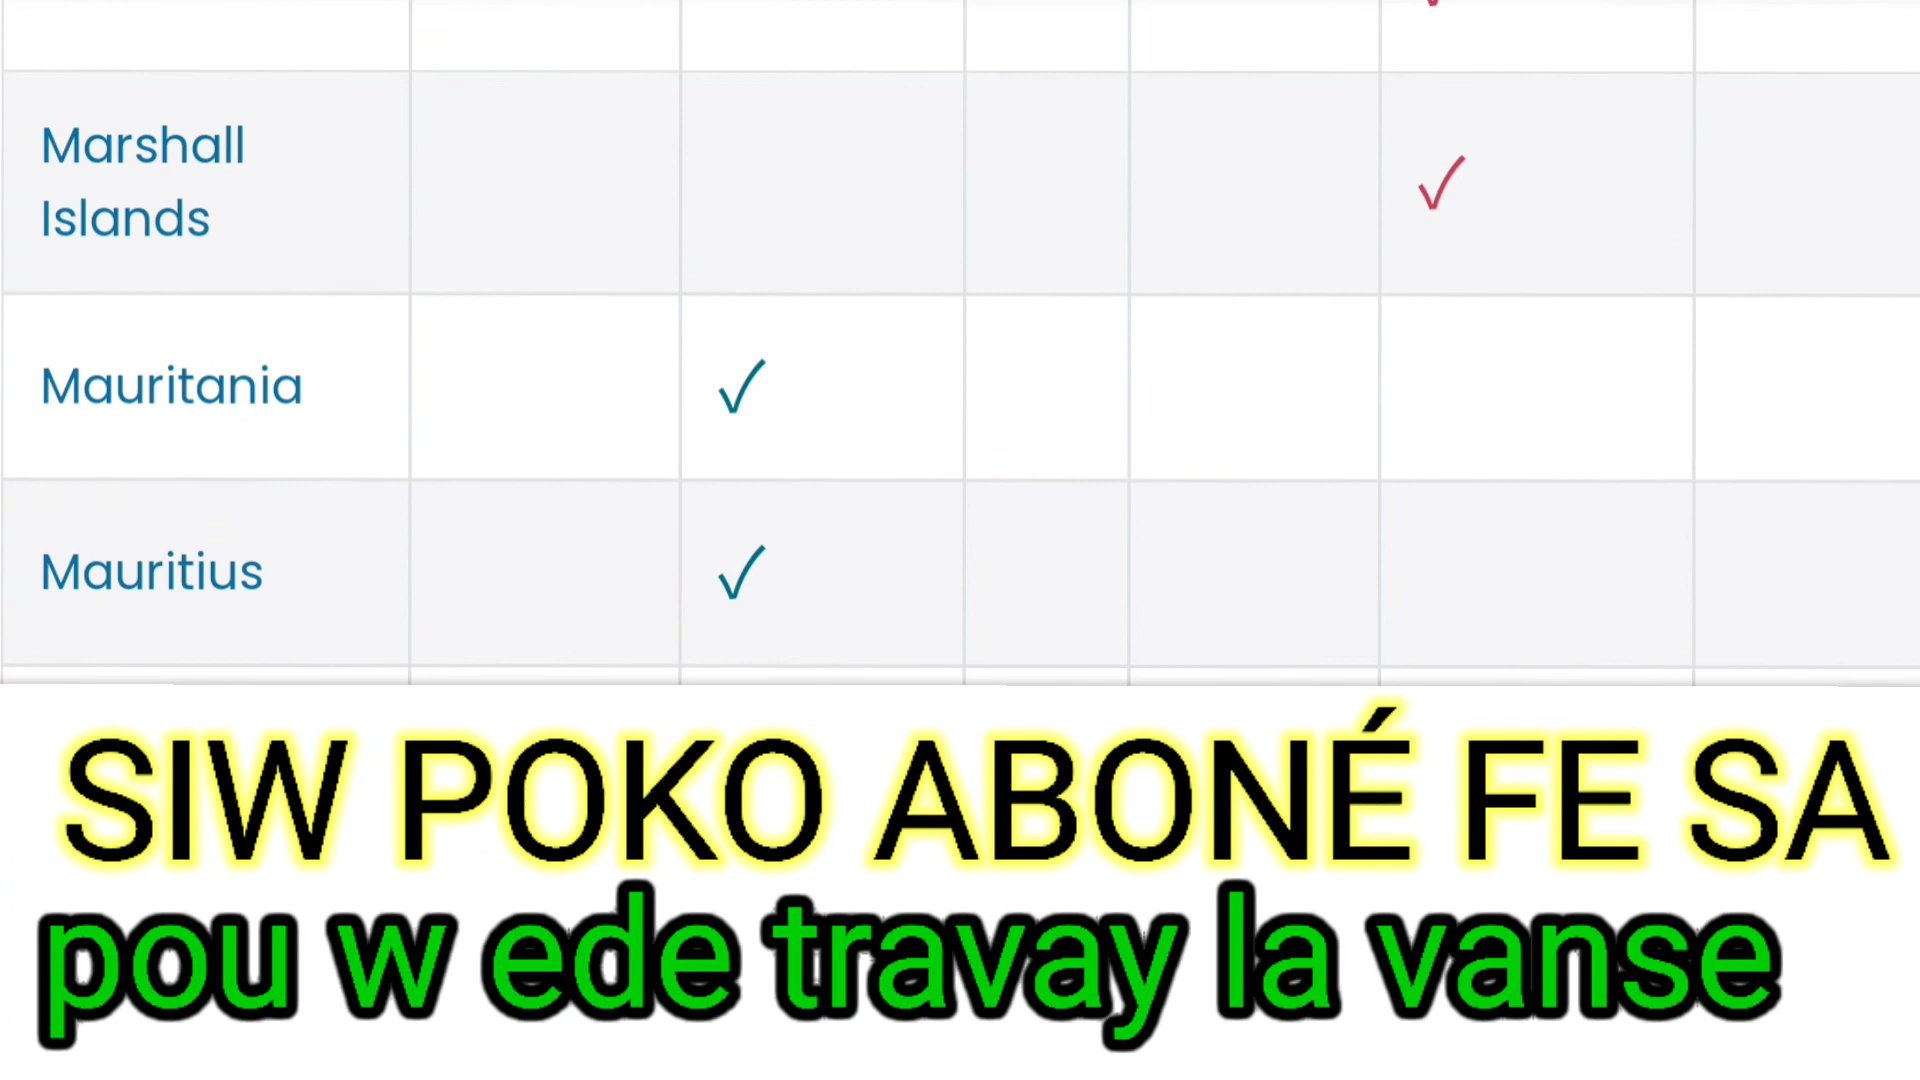 Marshall
Islands
✓
Mauritania ✓
Mauritius ✓
SIW POKO ABONÉ FE SA
pou w ede travay la vanse